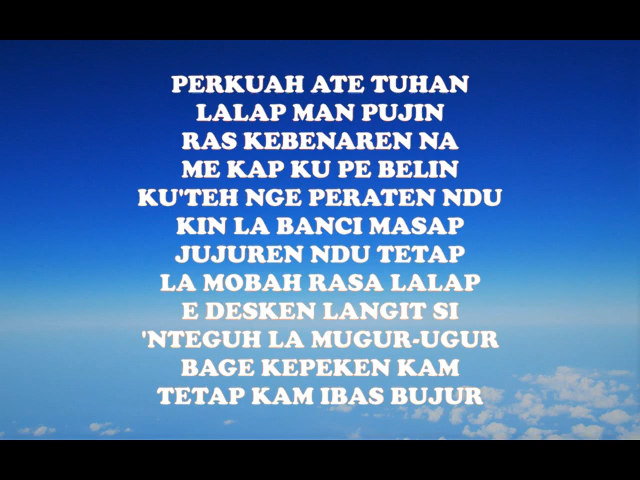 PERKUAH ATE TUHAN
LALAP MAN PUJIN
RAS KEBENAREN NA
ME KAP KU PE BELIN
KU'TEH NGE PERATEN NDU
KIN LA BANCI MASAP
JUJUREN NDU TETAP
LA MOBAH RASA LALAP
E DESKEN LANGIT SI
'NTEGUH LA MUGUR-UGUR
BAGE KEPEKEN KAM
TETAP KAM IBAS BUJUR